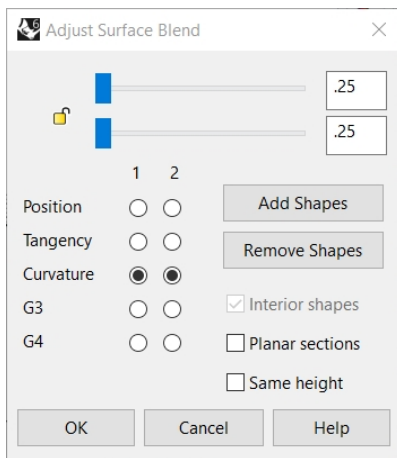 6
Adjust Surface Blend
.25
.25
1 2
Position
Add Shapes
Tangency
Remove Shapes
Curvature
G3
Interior shapes
G4
Planar sections
Same height
OK Cancel Help